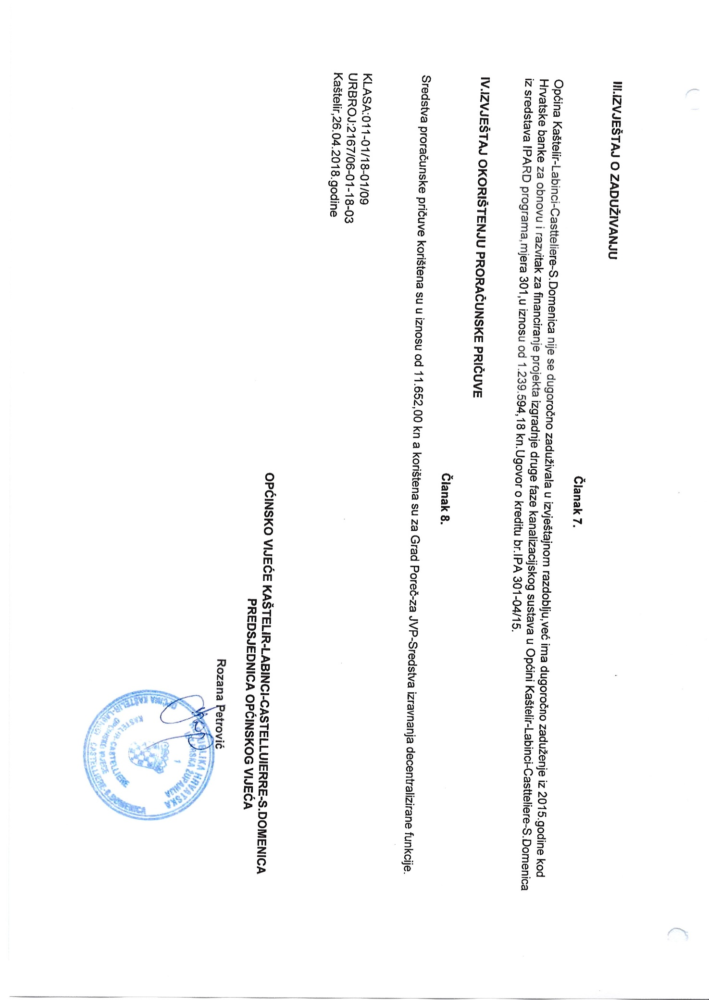 III.IZVJEŠTAJ O ZADUŽIVANJU
Članak 7.
Općina Kaštelir-Labinci-Castteliere-S.Domenica nije se dugoročno zaduživala u izvještajnom razdoblju,već ima dugoročno zaduženje iz 2015.godine kod
Hrvatske banke za obnovu i razvitak za financiranje projekta izgradnje druge faze kanalizacijskog sustava u Općini Kaštelir-Labinci-Castteliere-S.Domenica
iz sredstava IPARD programa,mjera 301,u iznosu od 1.239.594,18 kn.Ugovor o kreditu br.IPA 301-04/15.
IV.IZVJEŠTAJ OKORIŠTENJU PRORAČUNSKE PRIČUVE
Članak 8.
Sredstva proračunske pričuve korištena su u iznosu od 11.652,00 kn a korištena su za Grad Poreč-za JVP-Sredstva izravnanja decentralizirane funkcije.
KLASA:011-01/18-01/09
URBROJ:2167/06-01-18-03
Kaštelir,26.04.2018.godine
OPĆINSKO VIJEĆE KAŠTELIR-LABINCI-CASTELLUIERRE-S.DOMENICA
PREDSJEDNICA OPĆINSKOG VIJEĆA
Rozana Petrović
HRVATSKA
ŽUPANIJA
1
OPĆINA KAŠTELIR-LABINCI CASTELLIERE-S.DOMENICA
OPĆINSKO VIJEĆE
KAŠTELIR-CASTELLIERE